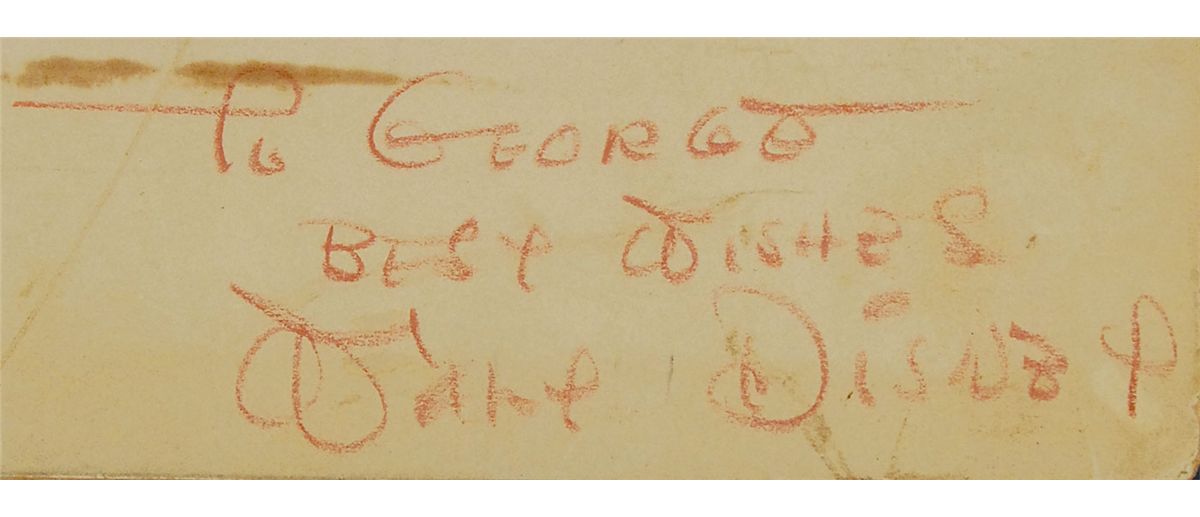 To George
Best Wishes
Walt Disney